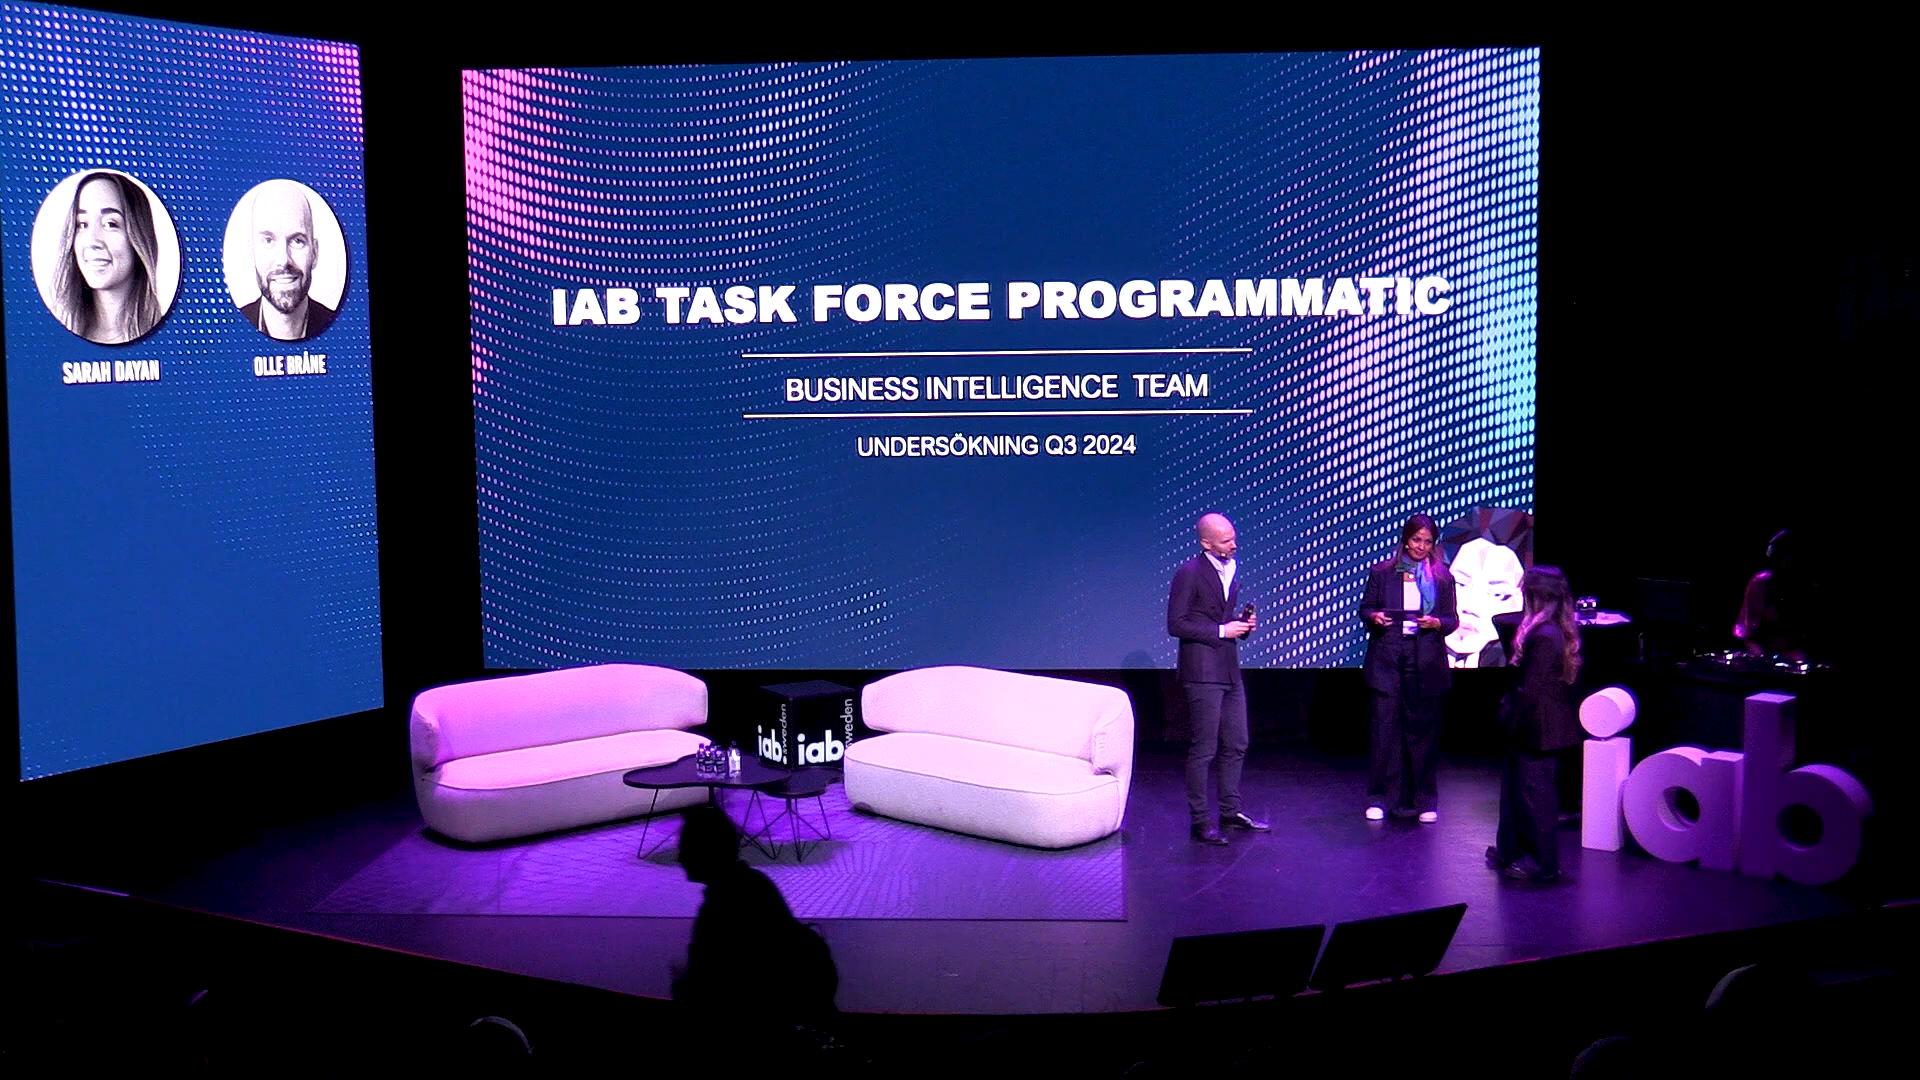 SARAH DAYAN
OLLE BRÅNE
IAB TASK FORCE PROGRAMMATIC
BUSINESS INTELLIGENCE TEAM
UNDERSÖKNING Q3 2024
iab.sweden
iab.sweden
iab